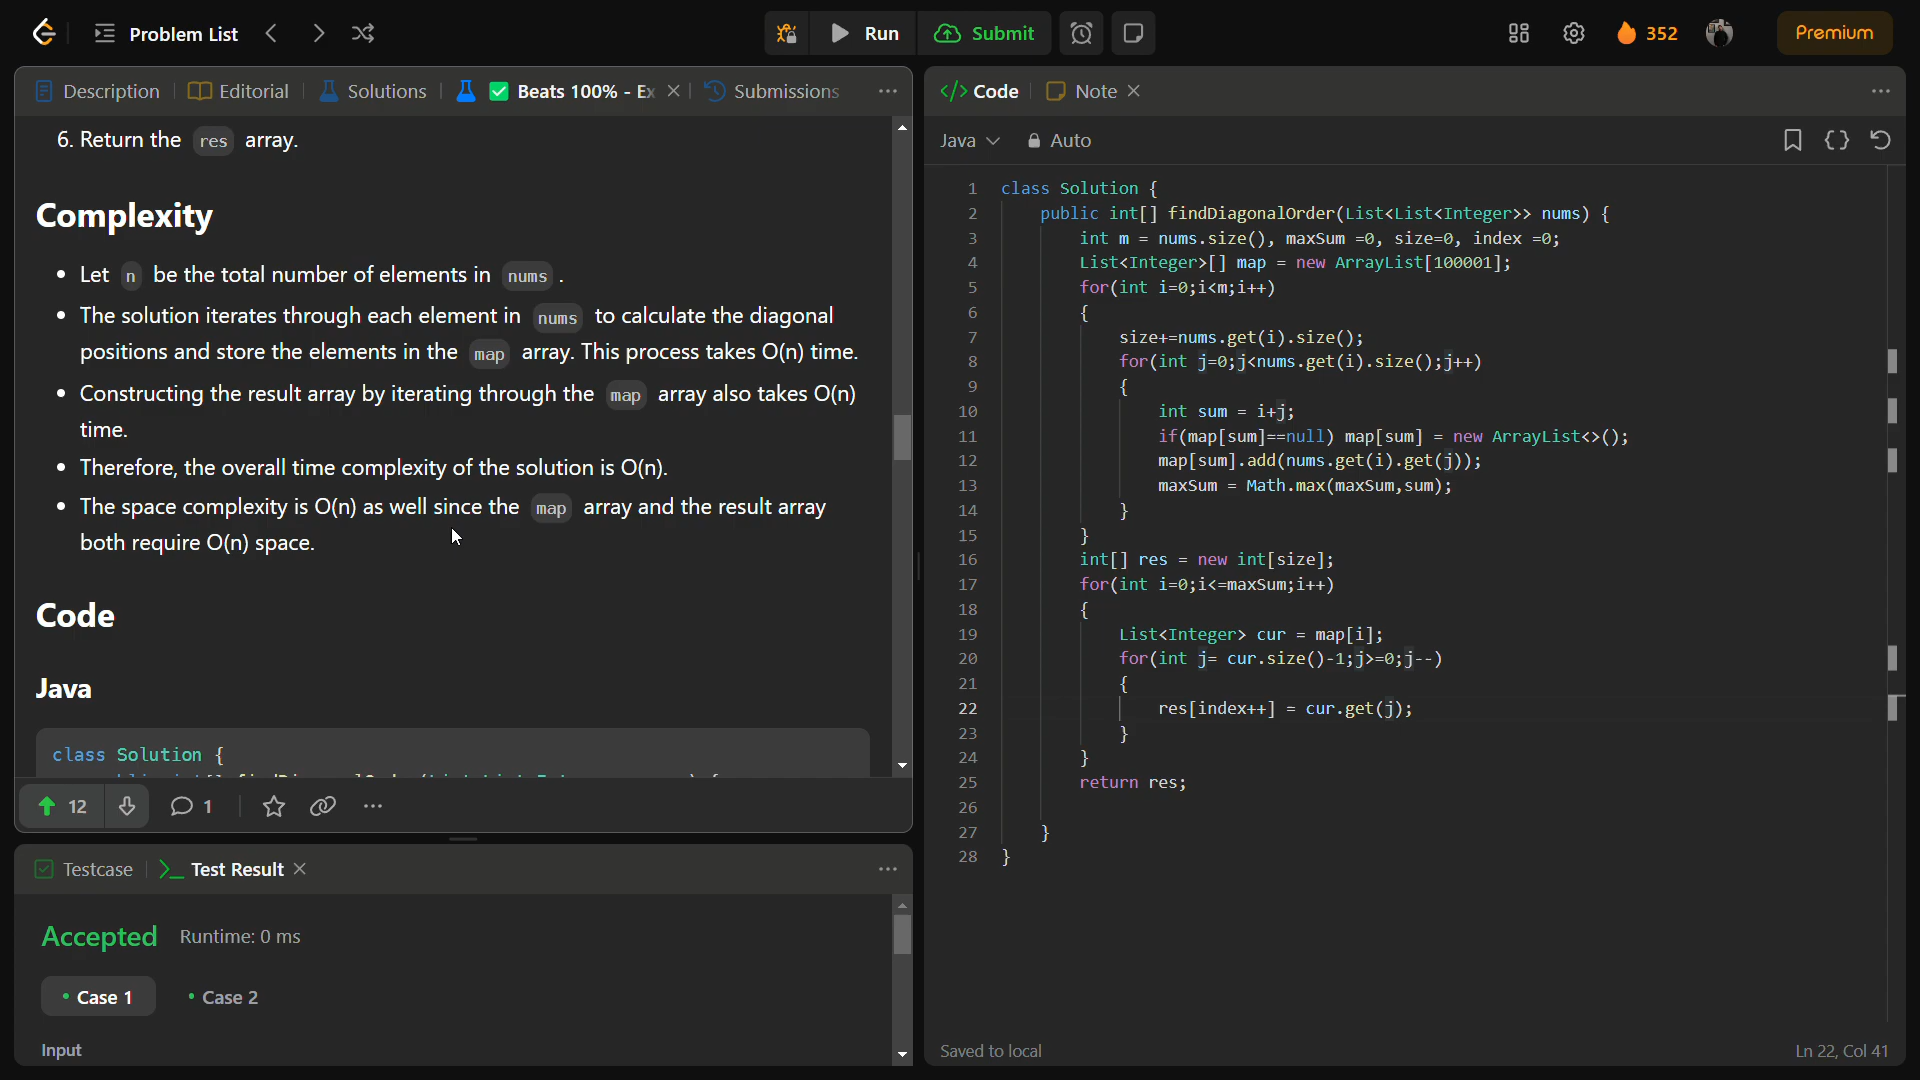 Problem List
Run
Submit
352
Premium
Description
Editorial
Solutions
Beats 100% - Ex
Submissions
6. Return the res array.
Complexity
• Let n be the total number of elements in nums .
• The solution iterates through each element in nums to calculate the diagonal
positions and store the elements in the map array. This process takes O(n) time.
• Constructing the result array by iterating through the map array also takes O(n)
time.
• Therefore, the overall time complexity of the solution is O(n).
• The space complexity is O(n) as well since the map array and the result array
both require O(n) space.
Code
Java
class Solution {
12
1
Testcase
Test Result
Accepted Runtime: 0 ms
• Case 1
• Case 2
Input
</> Code
Note
Java
Auto
1 class Solution {
2 public int[] findDiagonalOrder(List<List<Integer>> nums) {
3 int m = nums.size(), maxSum =0, size=0, index =0;
4 List<Integer>[] map = new ArrayList[100001];
5 for(int i=0;i<m;i++)
6 {
7 size+=nums.get(i).size();
8 for(int j=0;j<nums.get(i).size();j++)
9 {
10 int sum = i+j;
11 if(map[sum]==null) map[sum] = new ArrayList<>();
12 map[sum].add(nums.get(i).get(j));
13 maxSum = Math.max(maxSum,sum);
14 }
15 }
16 int[] res = new int[size];
17 for(int i=0;i<=maxSum;i++)
18 {
19 List<Integer> cur = map[i];
20 for(int j= cur.size()-1;j>=0;j--)
21 {
22 res[index++] = cur.get(j);
23 }
24 }
25 return res;
26
27 }
28 }
Saved to local
Ln 22, Col 41